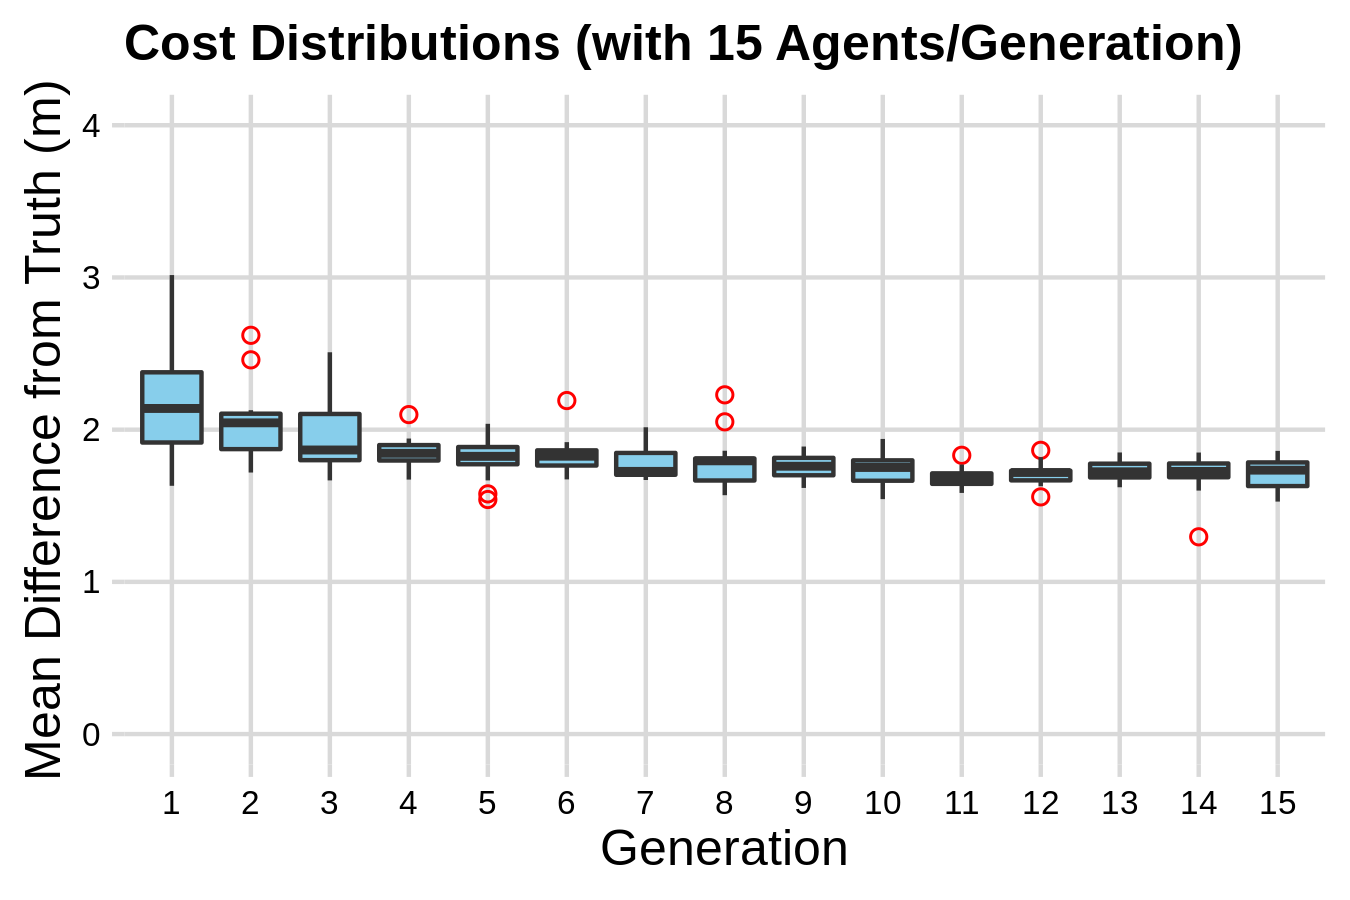 Cost Distributions (with 15 Agents/Generation)
Mean Difference from Truth (m)
4
3
2
1
0
1 2 3 4 5 6 7 8 9 10 11 12 13 14 15
Generation